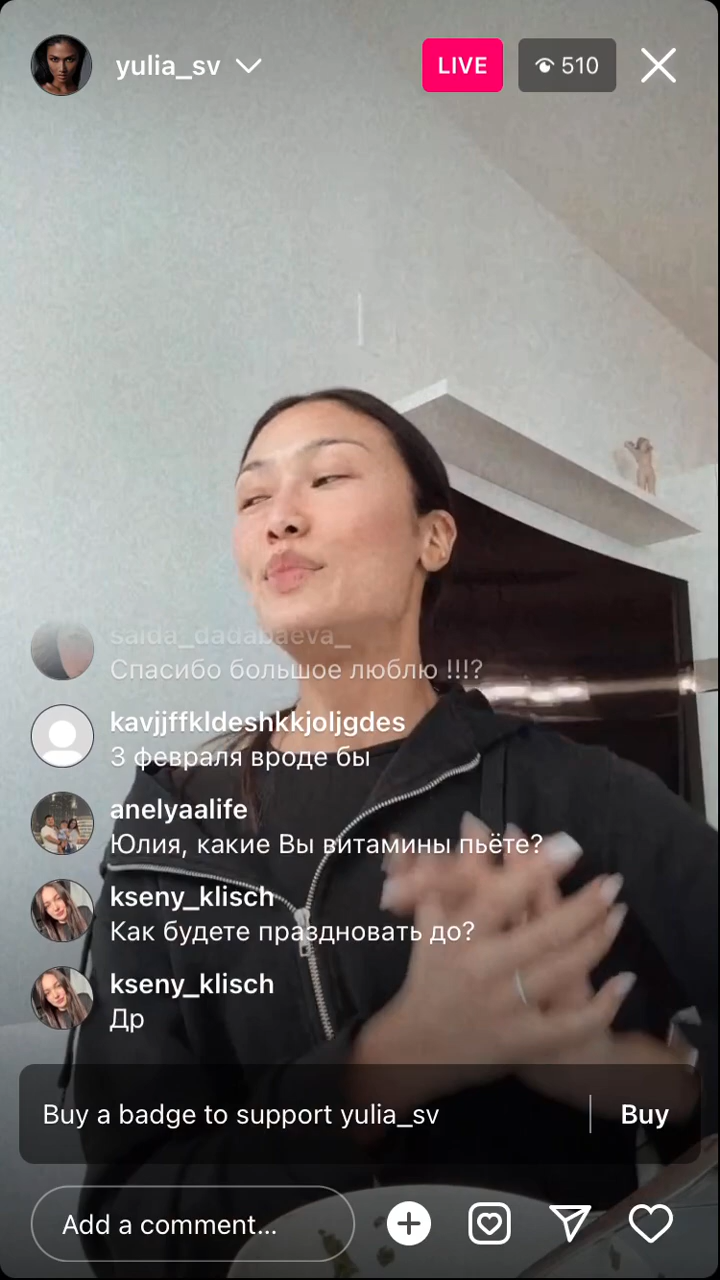 yulia_sv
LIVE
510
saida_dadabaeva_
Спасибо большое люблю !!!?
kavjjffkldeshkkjoljgdes
3 февраля вроде бы
anelyaalife
Юлия, какие Вы витамины пьёте?
kseny_klisch
Как будете праздновать до?
kseny_klisch
Др
Buy a badge to support yulia_sv
Buy
Add a comment...